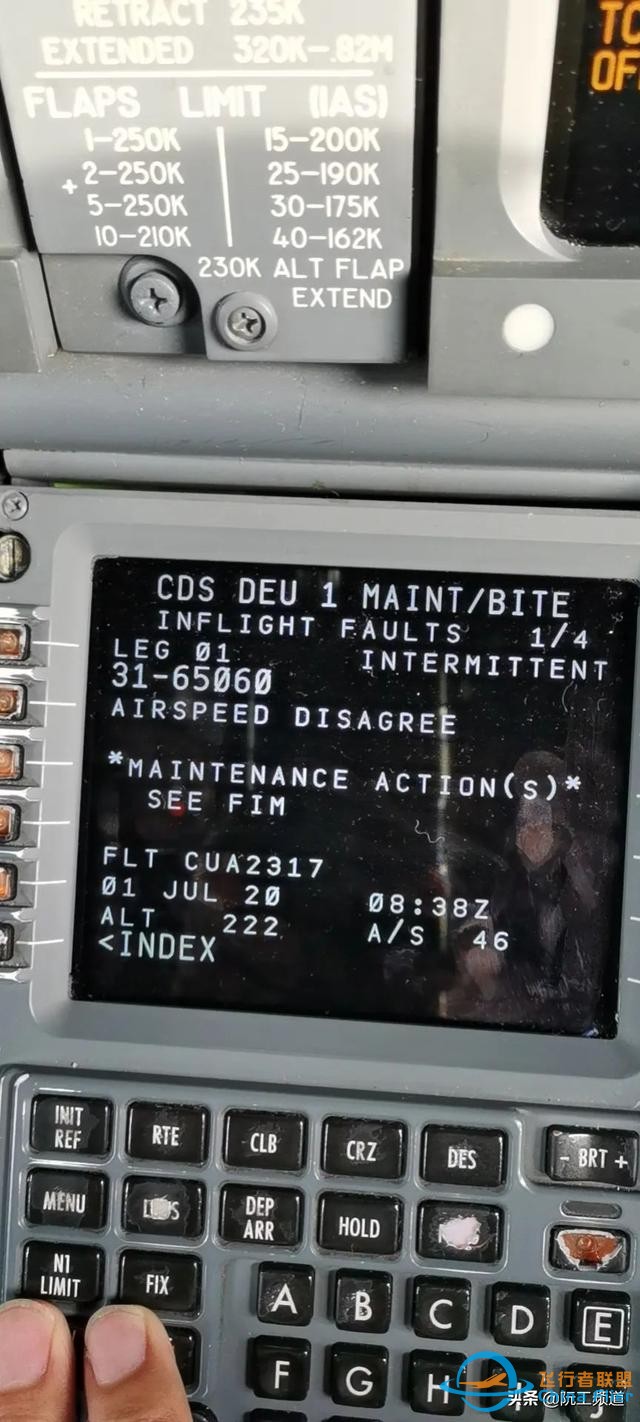 RETRACT 235K
EXTENDED 320K-.82M
FLAPS LIMIT (IAS)
1-250K 15-200K
+ 2-250K 25-190K
5-250K 30-175K
10-210K 40-162K
230K ALT FLAP
EXTEND
CDS DEU 1 MAINT/BITE
INFLIGHT FAULTS 1/4
LEG 01 INTERMITTENT
31-65060
AIRSPEED DISAGREE
*MAINTENANCE ACTION(S)*
SEE FIM
FLT CUA2317
01 JUL 20 08:38Z
ALT 222 A/S 46
<INDEX
INIT REF
RTE
CLB
CRZ
DES
- BRT +
MENU
DEP ARR
HOLD
N1 LIMIT
FIX
A
B
C
D
E
F
G
H
飞行者联盟
头条 @阮工频道